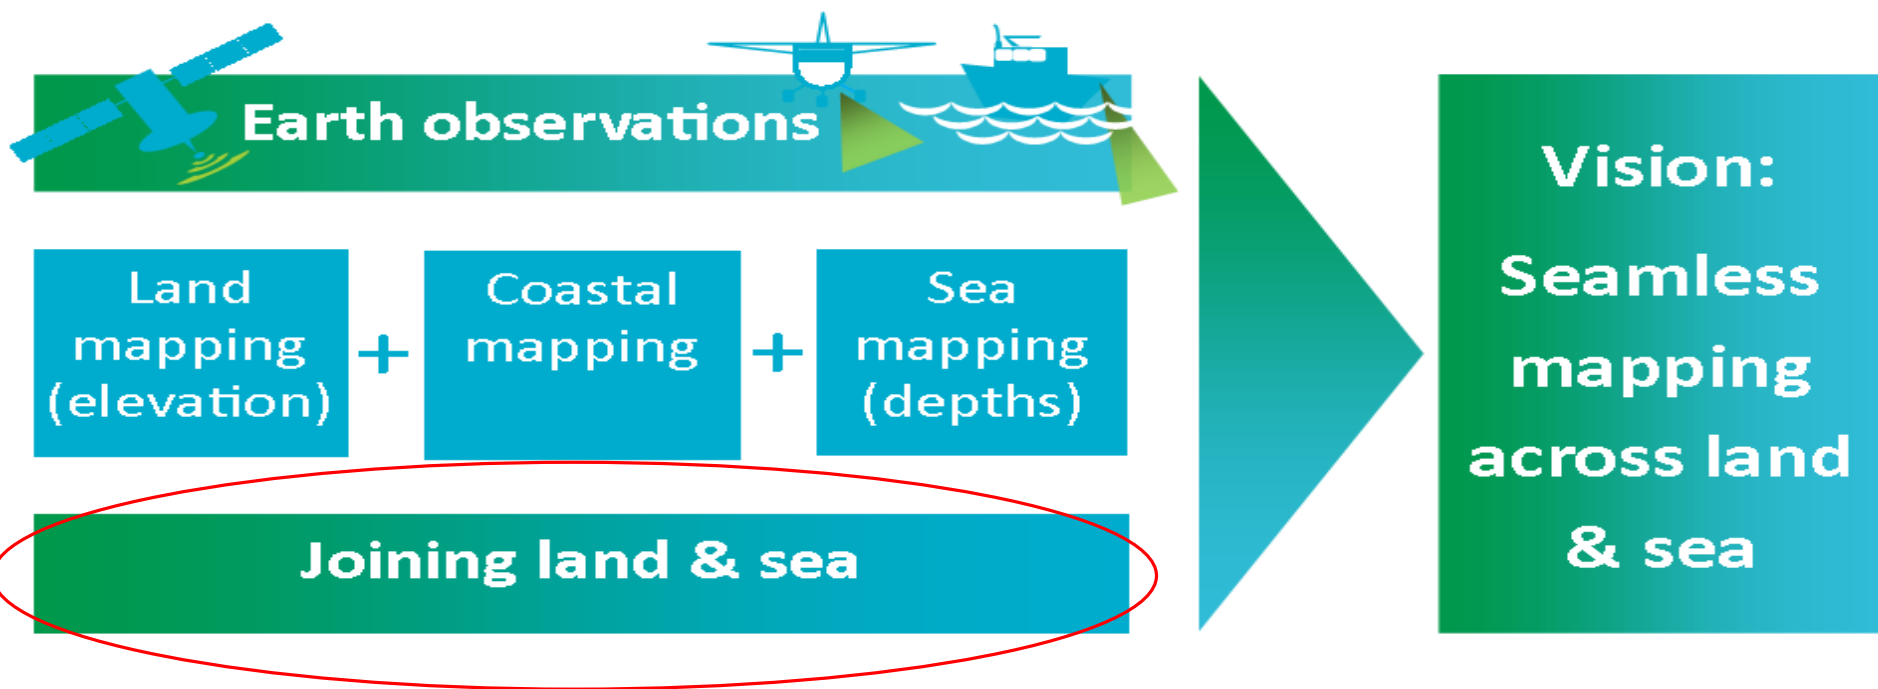 Earth observations
Land
mapping
(elevation)
+
Coastal
mapping
+
Sea
mapping
(depths)
Joining land & sea
Vision:
Seamless
mapping
across land
& sea